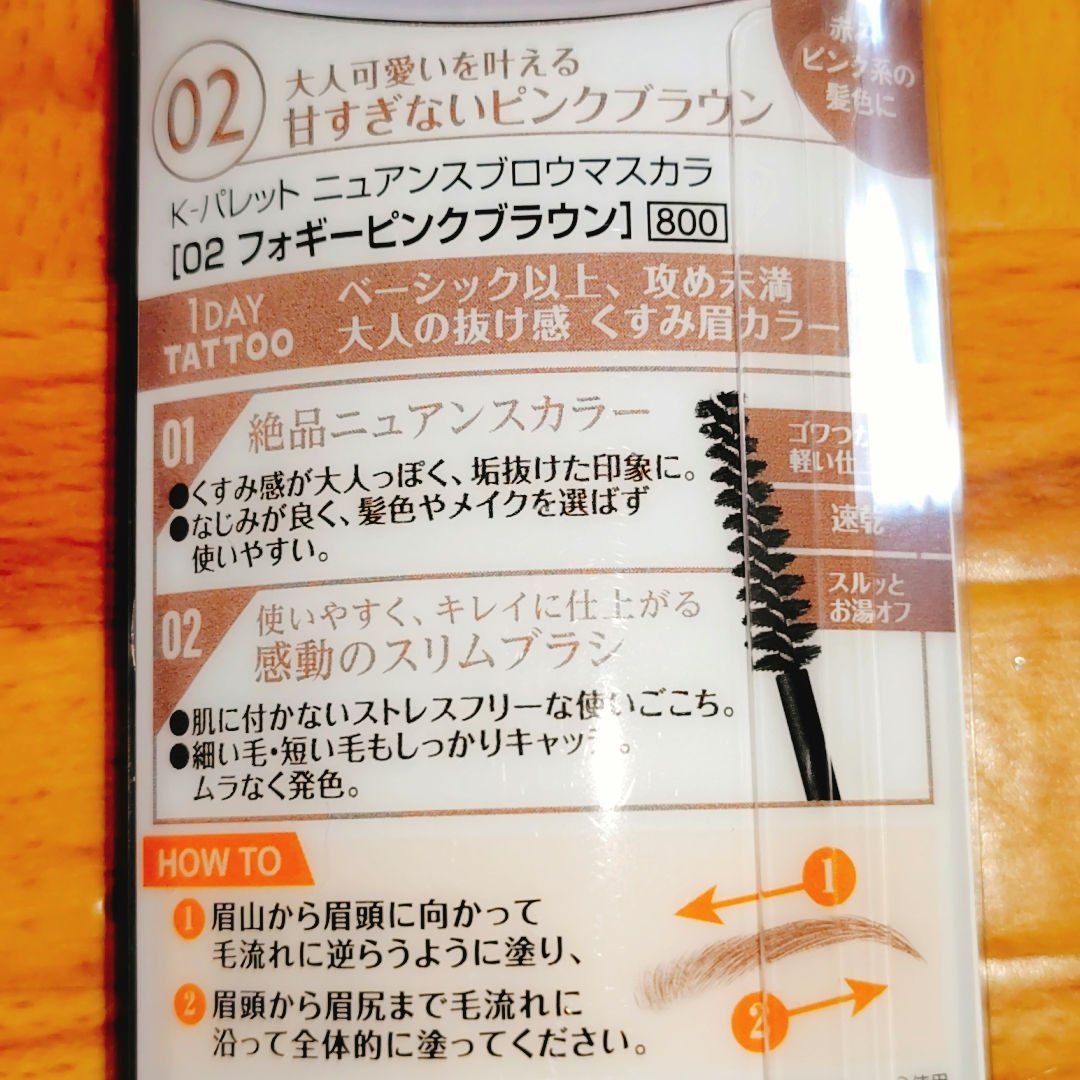 02
大人可愛いを叶える
甘すぎないピンクブラウン
ピンク系の
髪色に
K-パレット ニュアンスブロウマスカラ
[02 フォギーピンクブラウン] 800
1DAY
TATTOO
ベーシック以上、攻め未満
大人の抜け感 くすみ眉カラー
01
絶品ニュアンスカラー
●くすみ感が大人っぽく、垢抜けた印象に。
●なじみが良く、髪色やメイクを選ばず
使いやすい。
ゴワつ
軽い仕
速乾
スルッと
お湯オフ
02
使いやすく、キレイに仕上がる
感動のスリムブラシ
●肌に付かないストレスフリーな使いごこち。
●細い毛・短い毛もしっかりキャッチ。
ムラなく発色。
HOW TO
1 眉山から眉頭に向かって
毛流れに逆らうように塗り、
2 眉頭から眉尻まで毛流れに
沿って全体的に塗ってください。
1
2